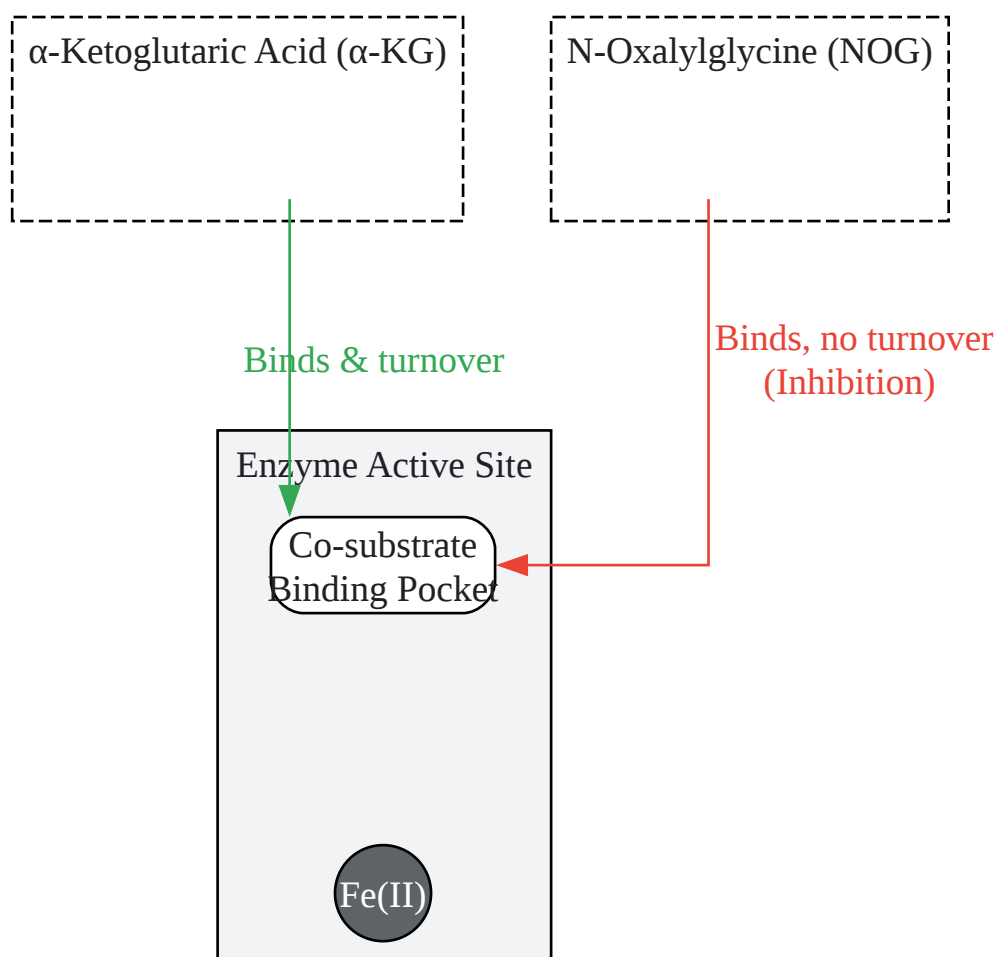 α-Ketoglutaric Acid (α-KG)
N-Oxalylglycine (NOG)
Binds & turnover
Binds, no turnover
(Inhibition)
Enzyme Active Site
Co-substrate
Binding Pocket
Fe(II)